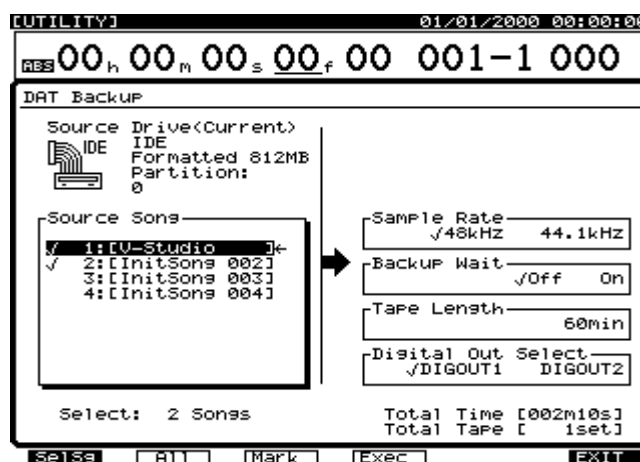 [UTILITY] 01/01/2000 00:00:00
ABS 00h 00m 00s 00f 00 001-1 000
DAT Backup
Source Drive(Current)
IDE
IDE
Formatted 812MB
Partition:
0
Source Song
√ 1:[V-Studio ]←
√ 2:[InitSong 002]
3:[InitSong 003]
4:[InitSong 004]
Select: 2 Songs
Sample Rate
√48kHz 44.1kHz
Backup Wait
√Off On
Tape Length
60min
Digital Out Select
√DIGOUT1 DIGOUT2
Total Time [002m10s]
Total Tape [ 1set]
SelSg All Mark Exec EXIT